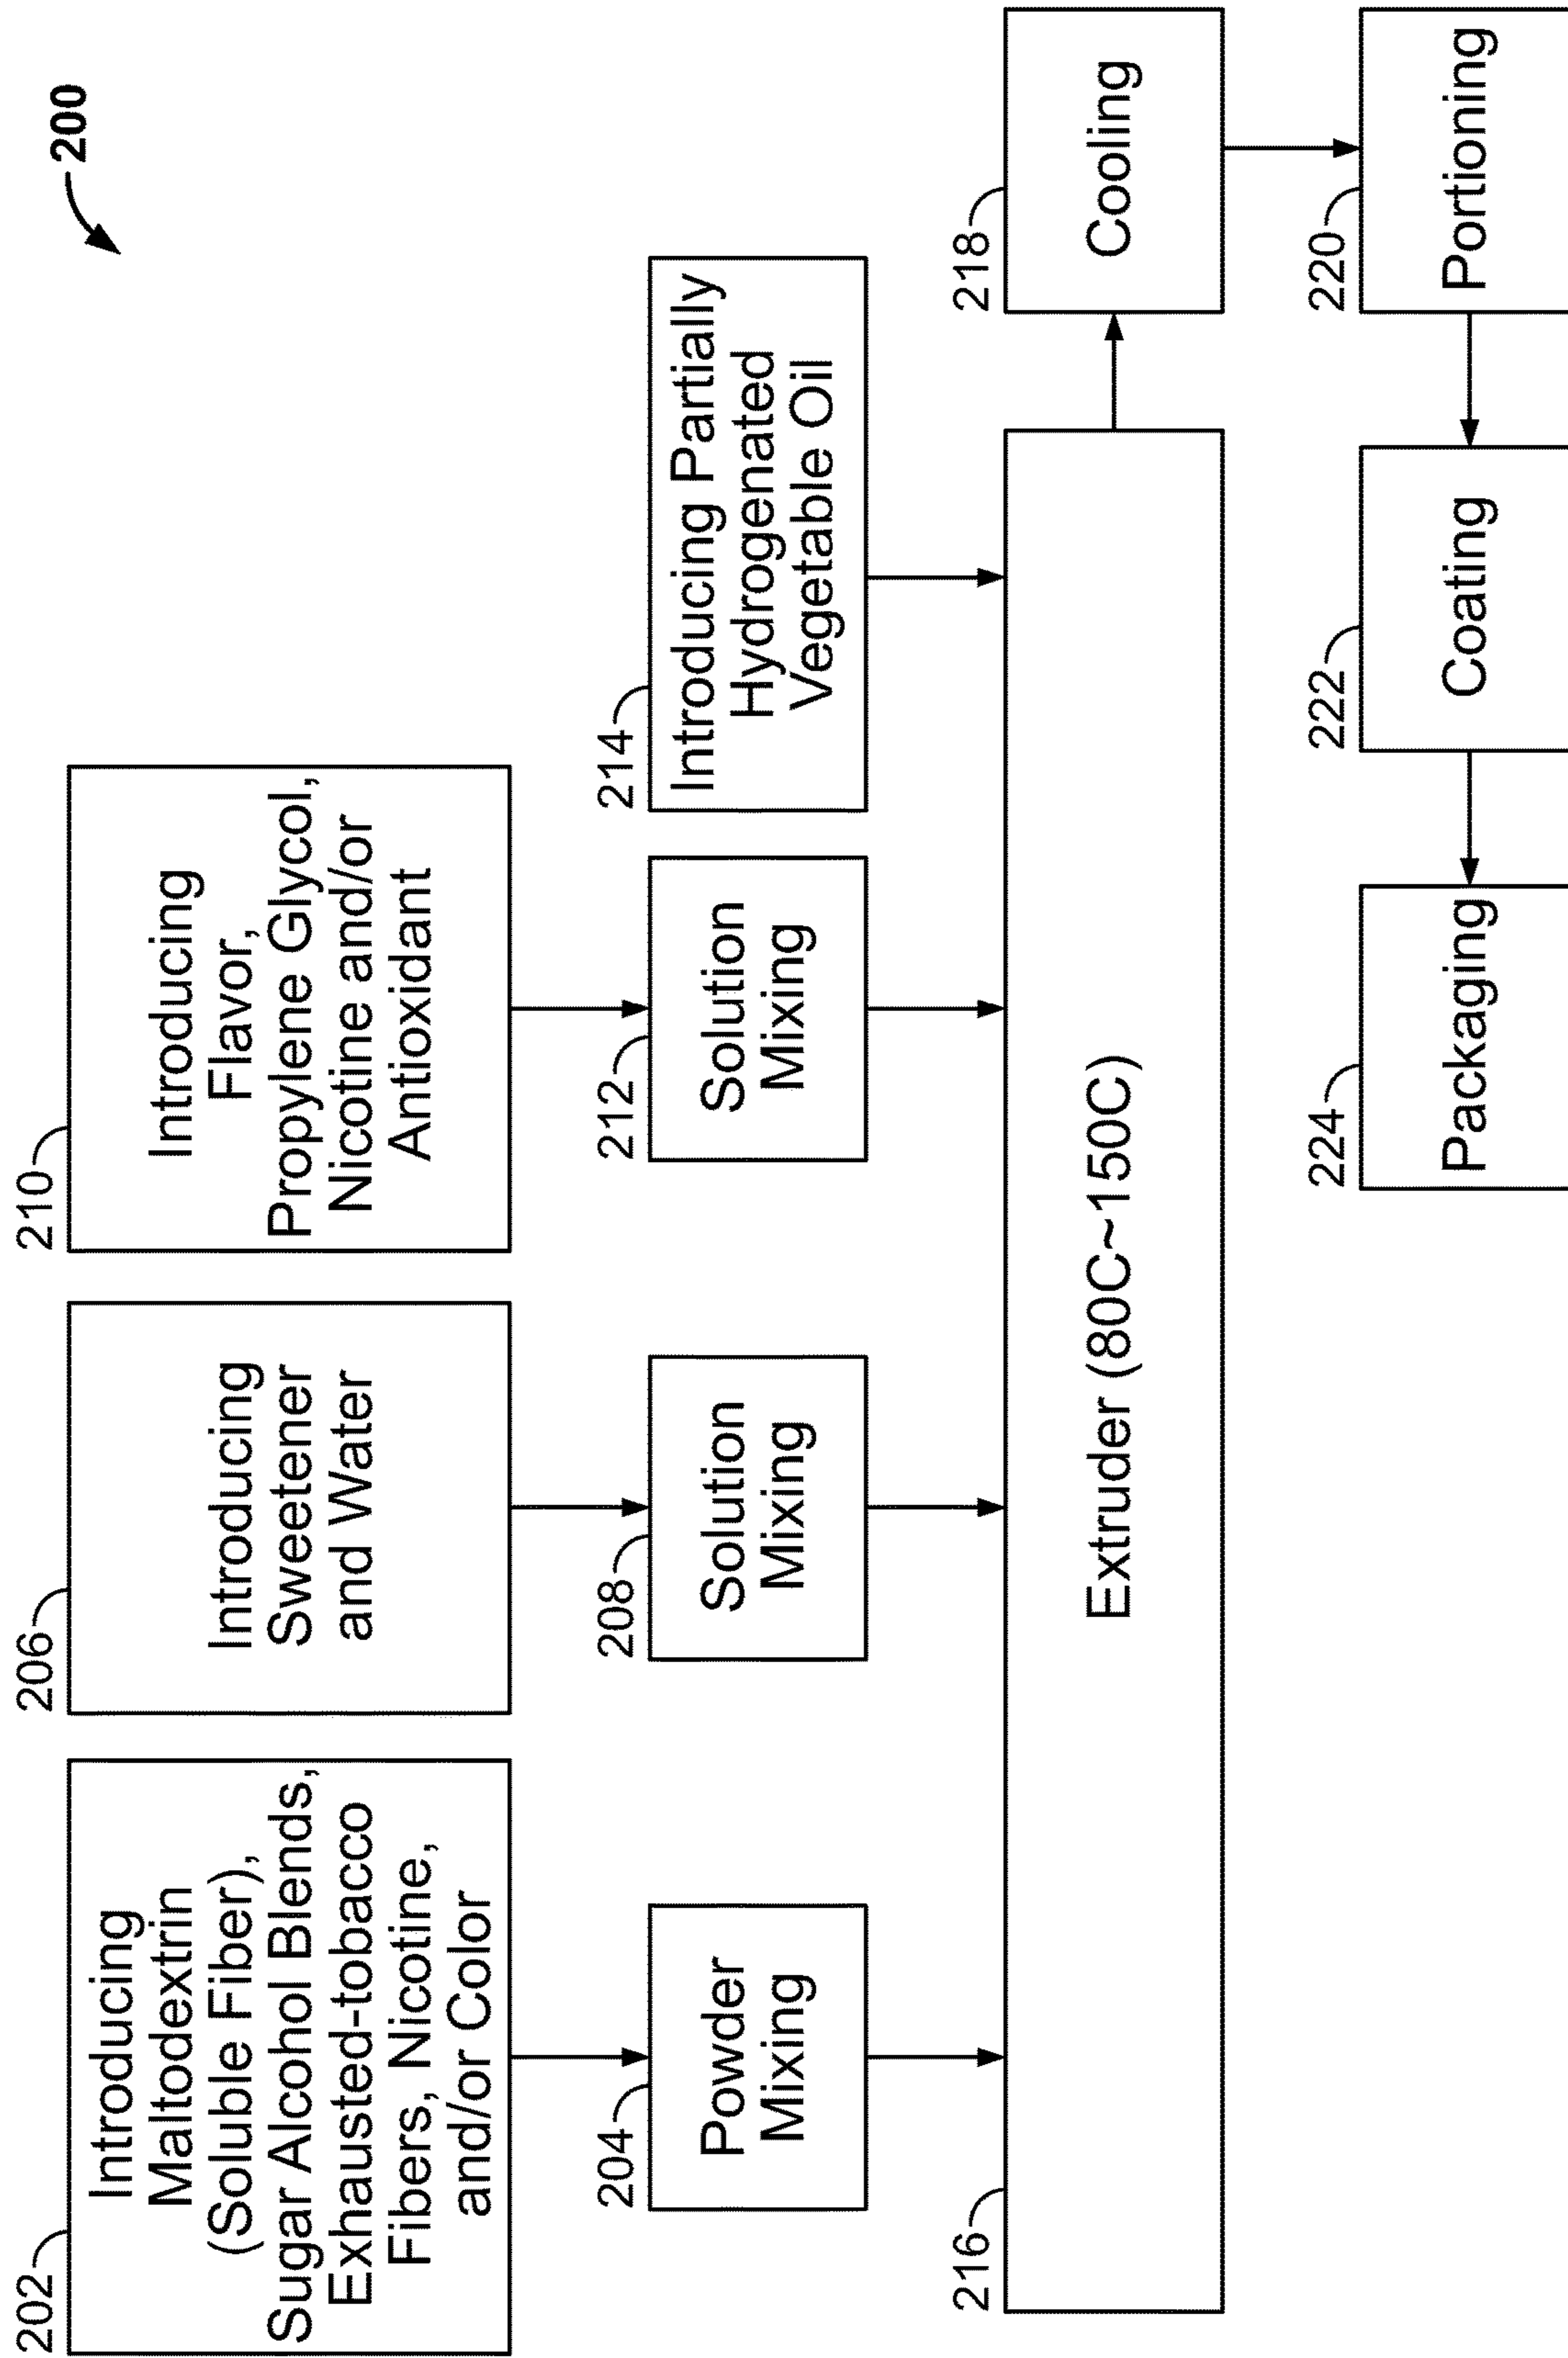 200
202
Introducing
Maltodextrin
(Soluble Fiber),
Sugar Alcohol Blends,
Exhausted-tobacco
Fibers, Nicotine,
and/or Color
206
Introducing
Sweetener
and Water
210
Introducing
Flavor,
Propylene Glycol,
Nicotine and/or
Antioxidant
204
Powder
Mixing
208
Solution
Mixing
212
Solution
Mixing
214
Introducing Partially
Hydrogenated
Vegetable Oil
216
Extruder (80C~150C)
218
Cooling
224
Packaging
222
Coating
220
Portioning